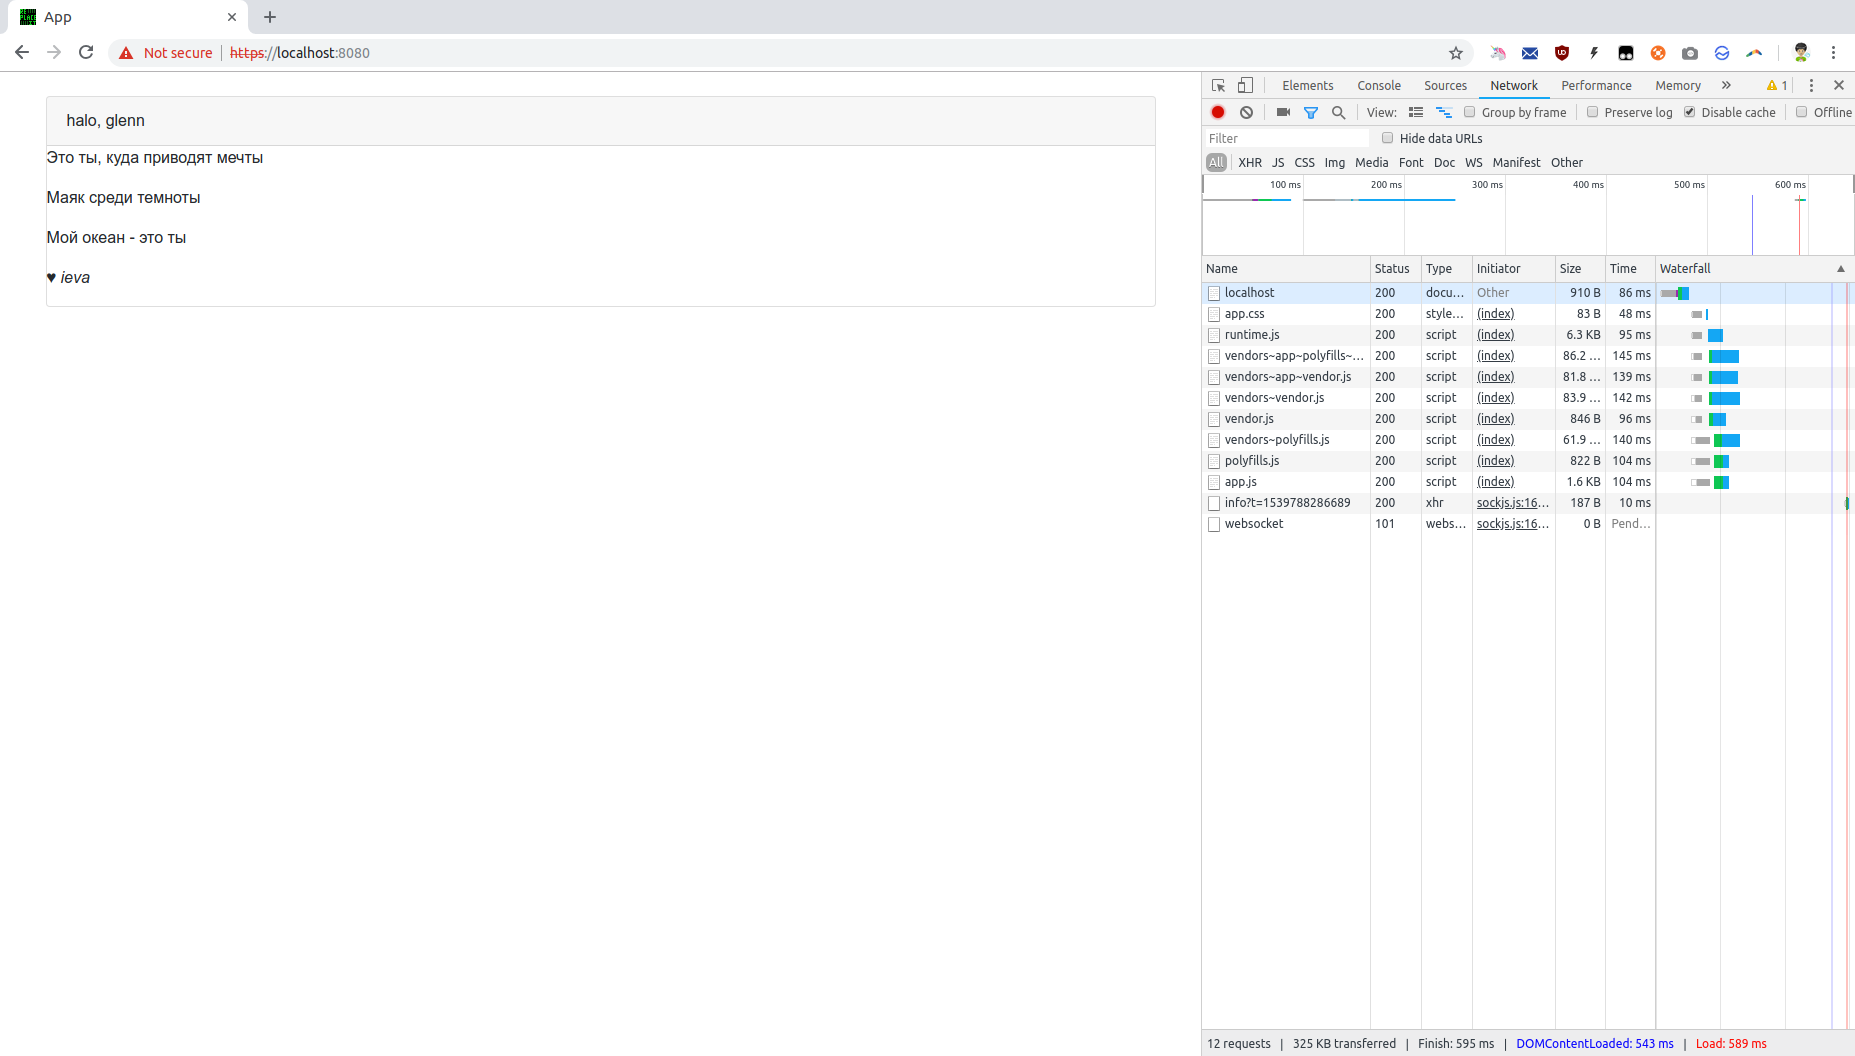 App
Not secure | https://localhost:8080
halo, glenn
Это ты, куда приводят мечты
Маяк среди темноты
Мой океан - это ты
♥ ieva
Elements Console Sources Network Performance Memory » 1
View: Group by frame Preserve log Disable cache Offline
Filter Hide data URLs
All XHR JS CSS Img Media Font Doc WS Manifest Other
100 ms 200 ms 300 ms 400 ms 500 ms 600 ms
Name Status Type Initiator Size Time Waterfall
localhost 200 docu... Other 910 B 86 ms
app.css 200 style... (index) 83 B 48 ms
runtime.js 200 script (index) 6.3 KB 95 ms
vendors~app~polyfills~... 200 script (index) 86.2 ... 145 ms
vendors~app~vendor.js 200 script (index) 81.8 ... 139 ms
vendors~vendor.js 200 script (index) 83.9 ... 142 ms
vendor.js 200 script (index) 846 B 96 ms
vendors~polyfills.js 200 script (index) 61.9 ... 140 ms
polyfills.js 200 script (index) 822 B 104 ms
app.js 200 script (index) 1.6 KB 104 ms
info?t=1539788286689 200 xhr sockjs.js:16... 187 B 10 ms
websocket 101 webs... sockjs.js:16... 0 B Pend...
12 requests | 325 KB transferred | Finish: 595 ms | DOMContentLoaded: 543 ms | Load: 589 ms